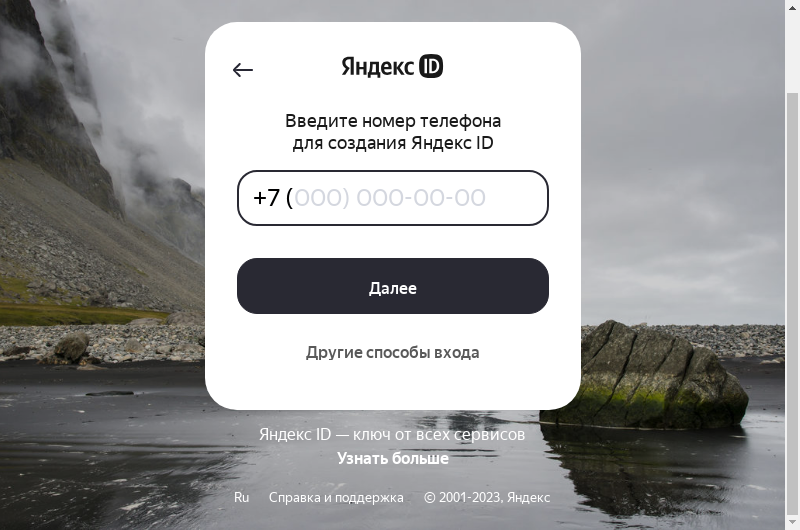 Яндекс ID
Введите номер телефона
для создания Яндекс ID
+7 (000) 000-00-00
Далее
Другие способы входа
Яндекс ID — ключ от всех сервисов
Узнать больше
Ru Справка и поддержка © 2001-2023, Яндекс